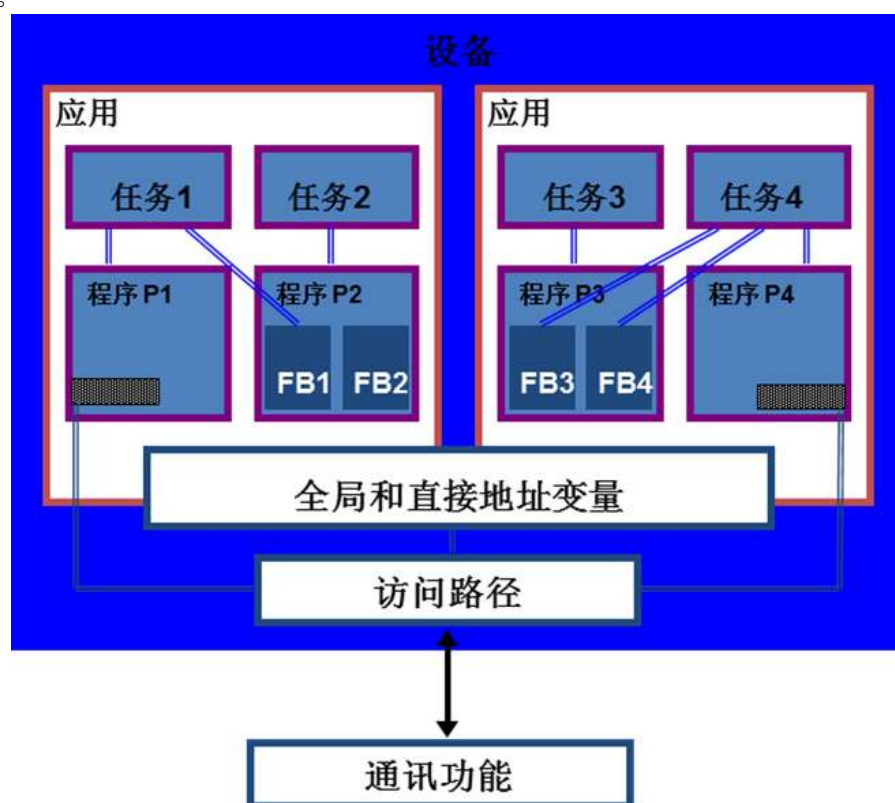 。
设备
应用
应用
任务1
任务2
任务3
任务4
程序 P1
程序 P2
程序 P3
程序 P4
FB1
FB2
FB3
FB4
全局和直接地址变量
访问路径
通讯功能